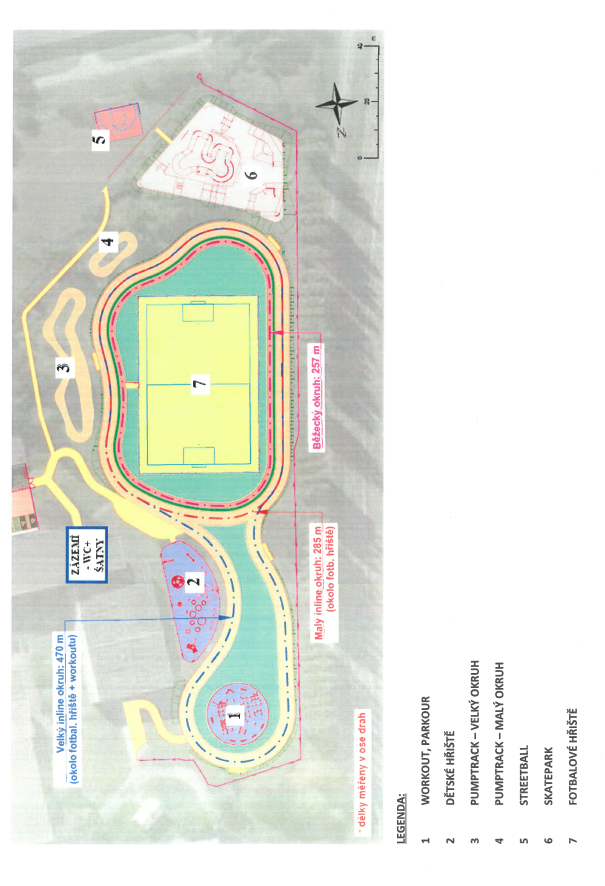 ZÁZEMÍ
- WC+
ŠATNY
Velký inline okruh: 470 m
(okolo fotbal. hřiště + workoutu)
Malý inline okruh: 285 m
(okolo fotb. hřiště)
Běžecký okruh: 257 m
1
2
3
4
5
6
7
Z
0
20
40
m
* delky měřeny v ose drah
LEGENDA:
1 WORKOUT, PARKOUR
2 DĚTSKÉ HŘIŠTĚ
3 PUMPTRACK – VELKÝ OKRUH
4 PUMPTRACK – MALÝ OKRUH
5 STREETBALL
6 SKATEPARK
7 FOTBALOVÉ HŘIŠTĚ